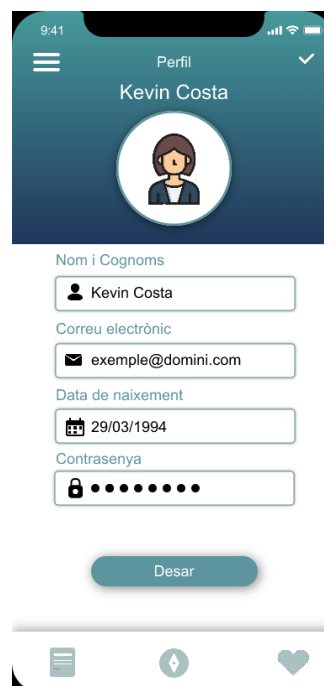 9:41
Perfil
Kevin Costa
Nom i Cognoms
Kevin Costa
Correu electrònic
exemple@domini.com
Data de naixement
29/03/1994
Contrasenya
Desar